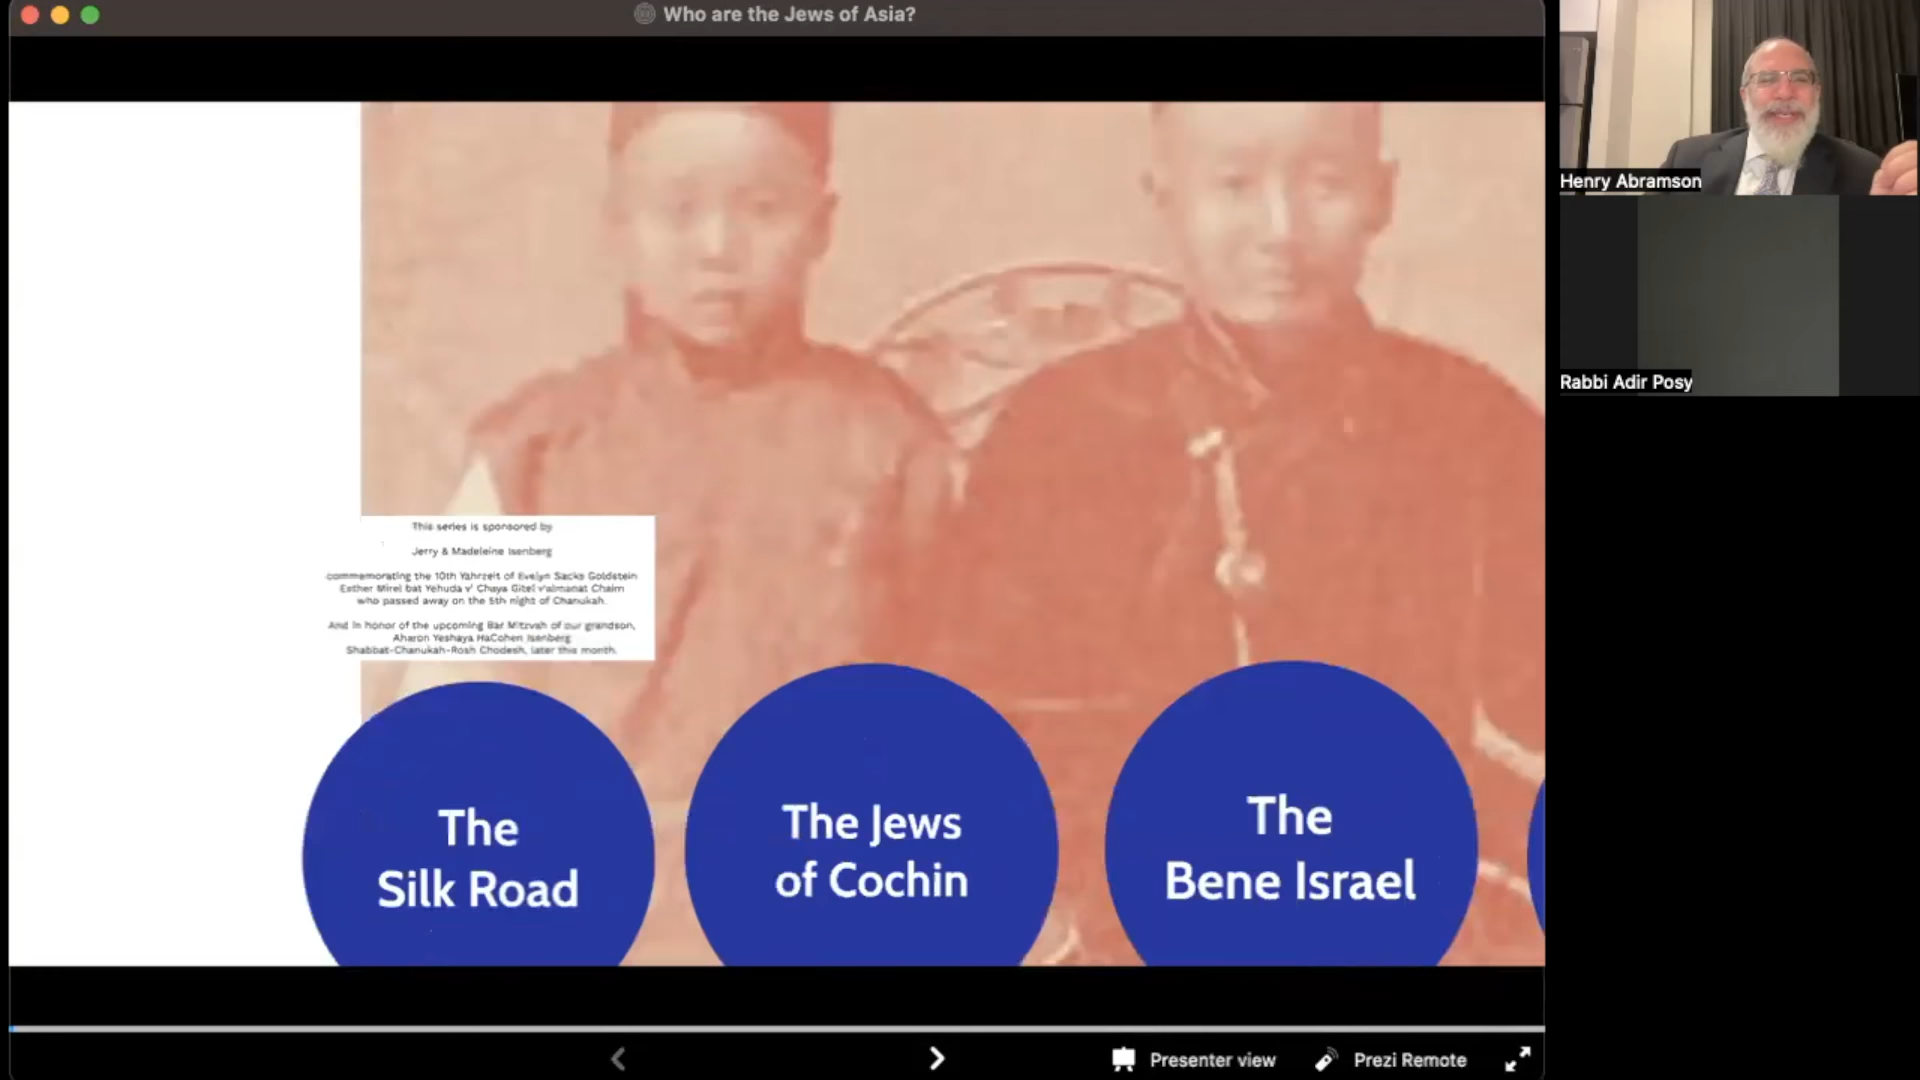 Who are the Jews of Asia?
Henry Abramson
Rabbi Adir Posy
This series is sponsored by
Jerry & Madeleine Isenberg
commemorating the 10th Yahrzeit of Evelyn Sacks Goldstein
Esther Mirel bat Yehuda v' Chaya Gitel v'almanat Chaim
who passed away on the 5th night of Chanukah.
And in honor of the upcoming Bar Mitzvah of our grandson,
Aharon Yeshaya HaCohen Isenberg
Shabbat-Chanukah-Rosh Chodesh, later this month.
The
Silk Road
The Jews
of Cochin
The
Bene Israel
Presenter view
Prezi Remote